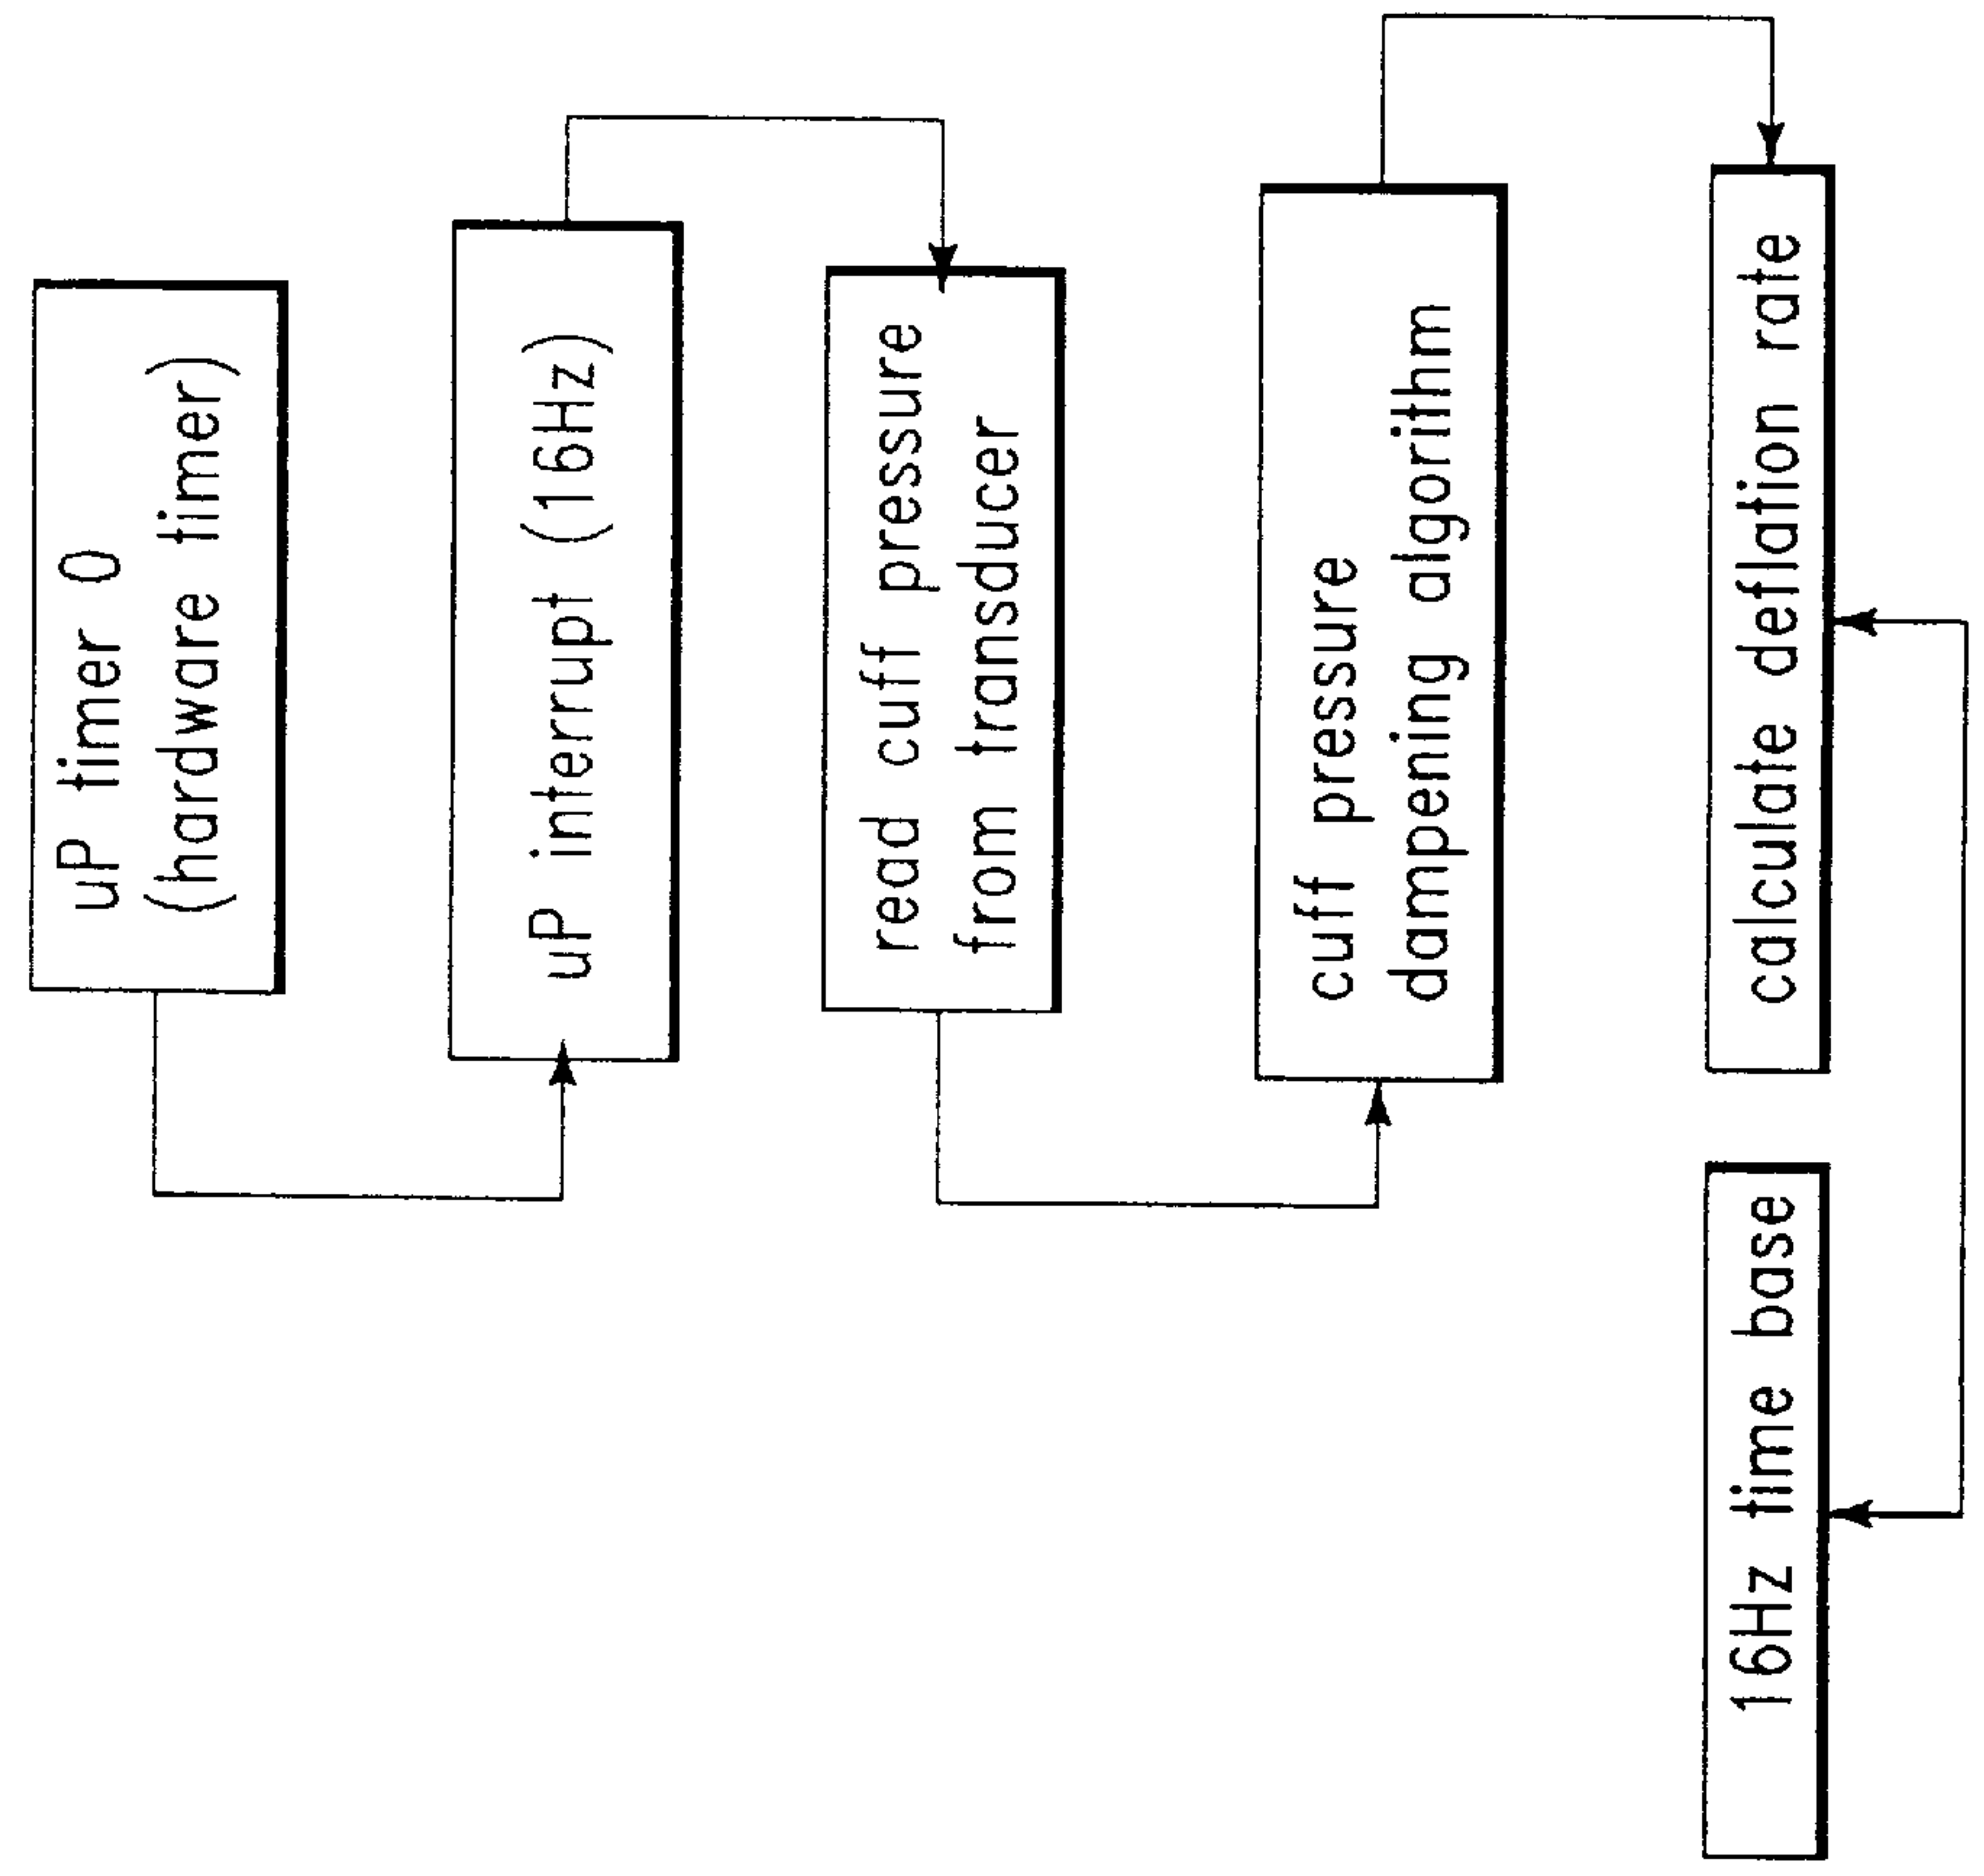 uP timer 0
(hardware timer)
uP interrupt (16Hz)
read cuff pressure
from transducer
cuff pressure
dampening algorithm
calculate deflation rate
16Hz time base